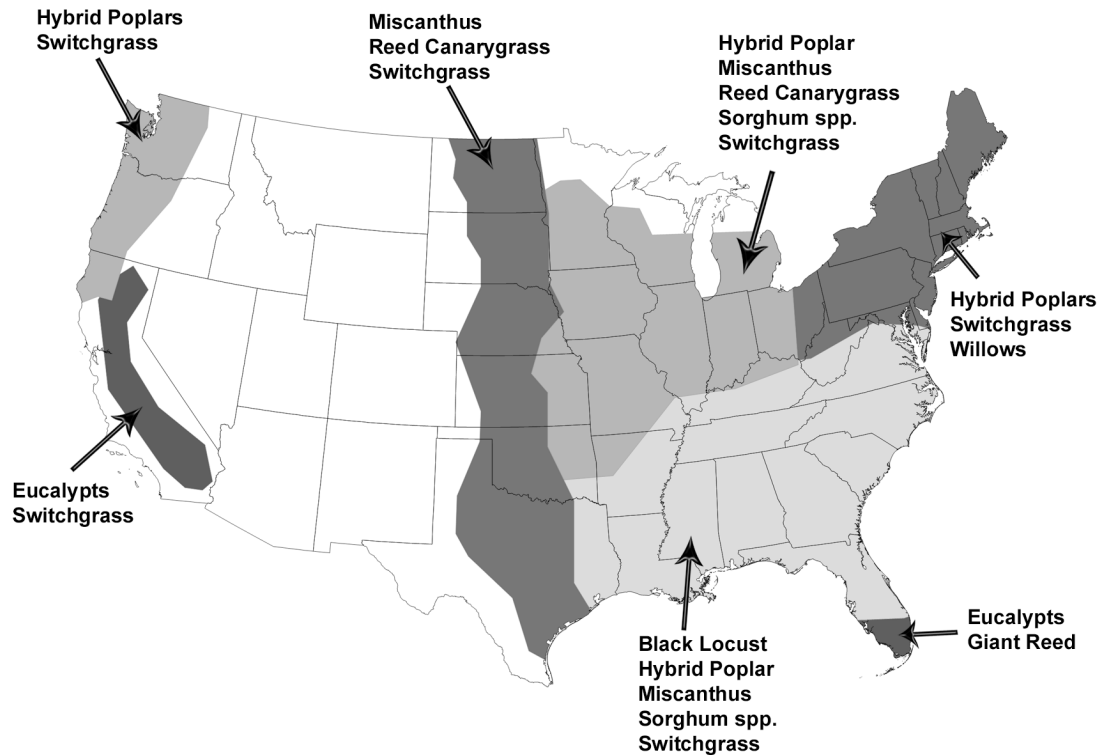 Hybrid Poplars
Switchgrass
Miscanthus
Reed Canarygrass
Switchgrass
Hybrid Poplar
Miscanthus
Reed Canarygrass
Sorghum spp.
Switchgrass
Hybrid Poplars
Switchgrass
Willows
Eucalypts
Switchgrass
Eucalypts
Giant Reed
Black Locust
Hybrid Poplar
Miscanthus
Sorghum spp.
Switchgrass